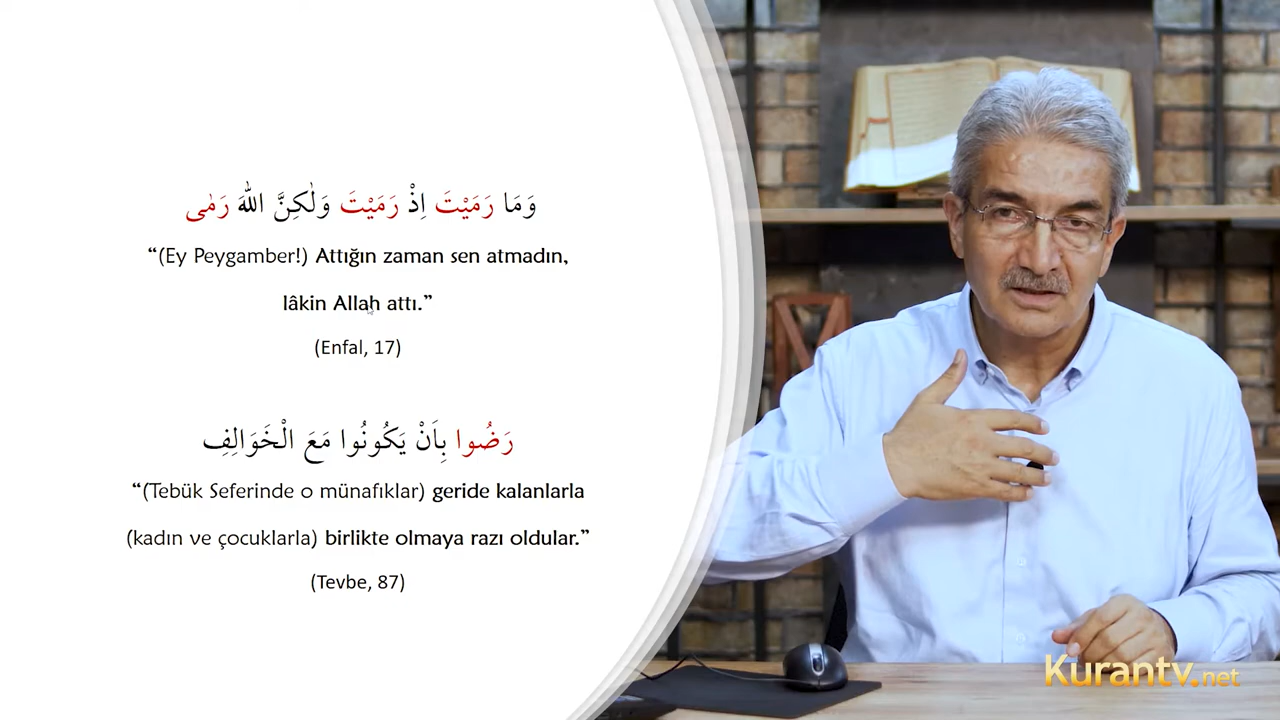 وَمَا رَمَيْتَ اِذْ رَمَيْتَ وَلٰكِنَّ اللّٰهَ رَمٰى
“(Ey Peygamber!) Attığın zaman sen atmadın,
lâkin Allah attı.”
(Enfal, 17)
رَضُوا بِاَنْ يَكُونُوا مَعَ الْخَوَالِفِ
“(Tebük Seferinde o münafıklar) geride kalanlarla
(kadın ve çocuklarla) birlikte olmaya razı oldular.”
(Tevbe, 87)
Kurantv.net